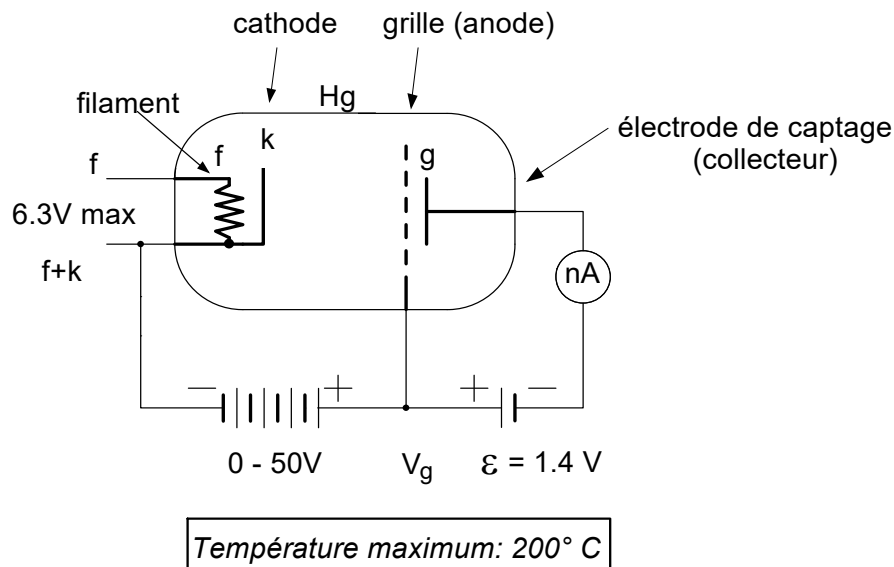 cathode grille (anode)
filament
Hg
électrode de captage
(collecteur)
k
g
f
f
6.3V max
f+k
nA
− + + −
0 - 50V
Vg
ε = 1.4 V
Température maximum: 200° C